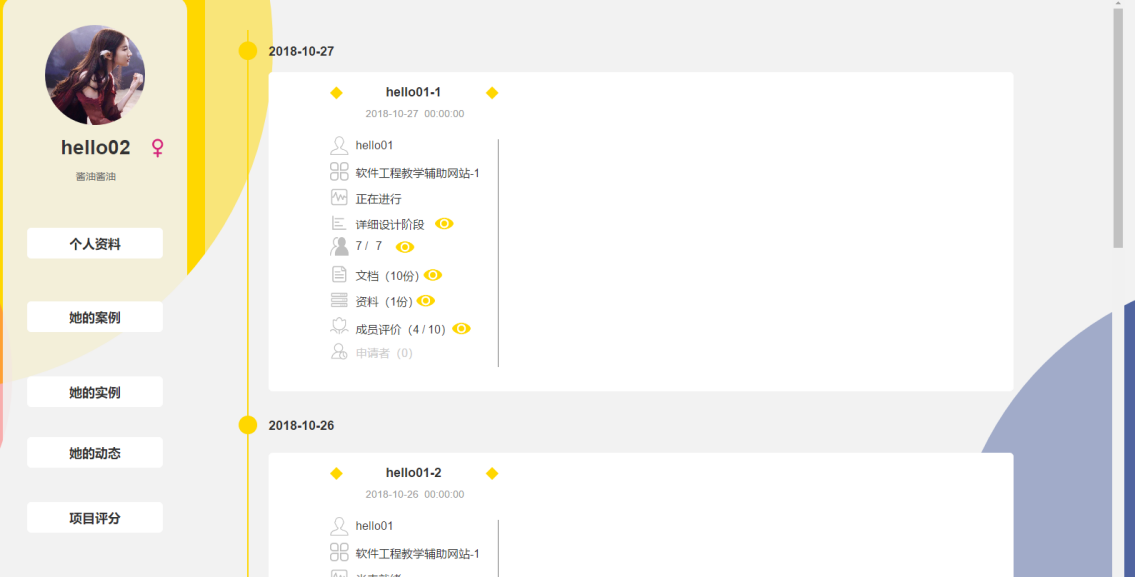 hello02
酱油酱油
个人资料
她的案例
她的实例
她的动态
项目评分
2018-10-27
hello01-1
2018-10-27 00:00:00
hello01
软件工程教学辅助网站-1
正在进行
详细设计阶段
7 / 7
文档（10份）
资料（1份）
成员评价（4 / 10）
申请者（0）
2018-10-26
hello01-2
2018-10-26 00:00:00
hello01
软件工程教学辅助网站-1